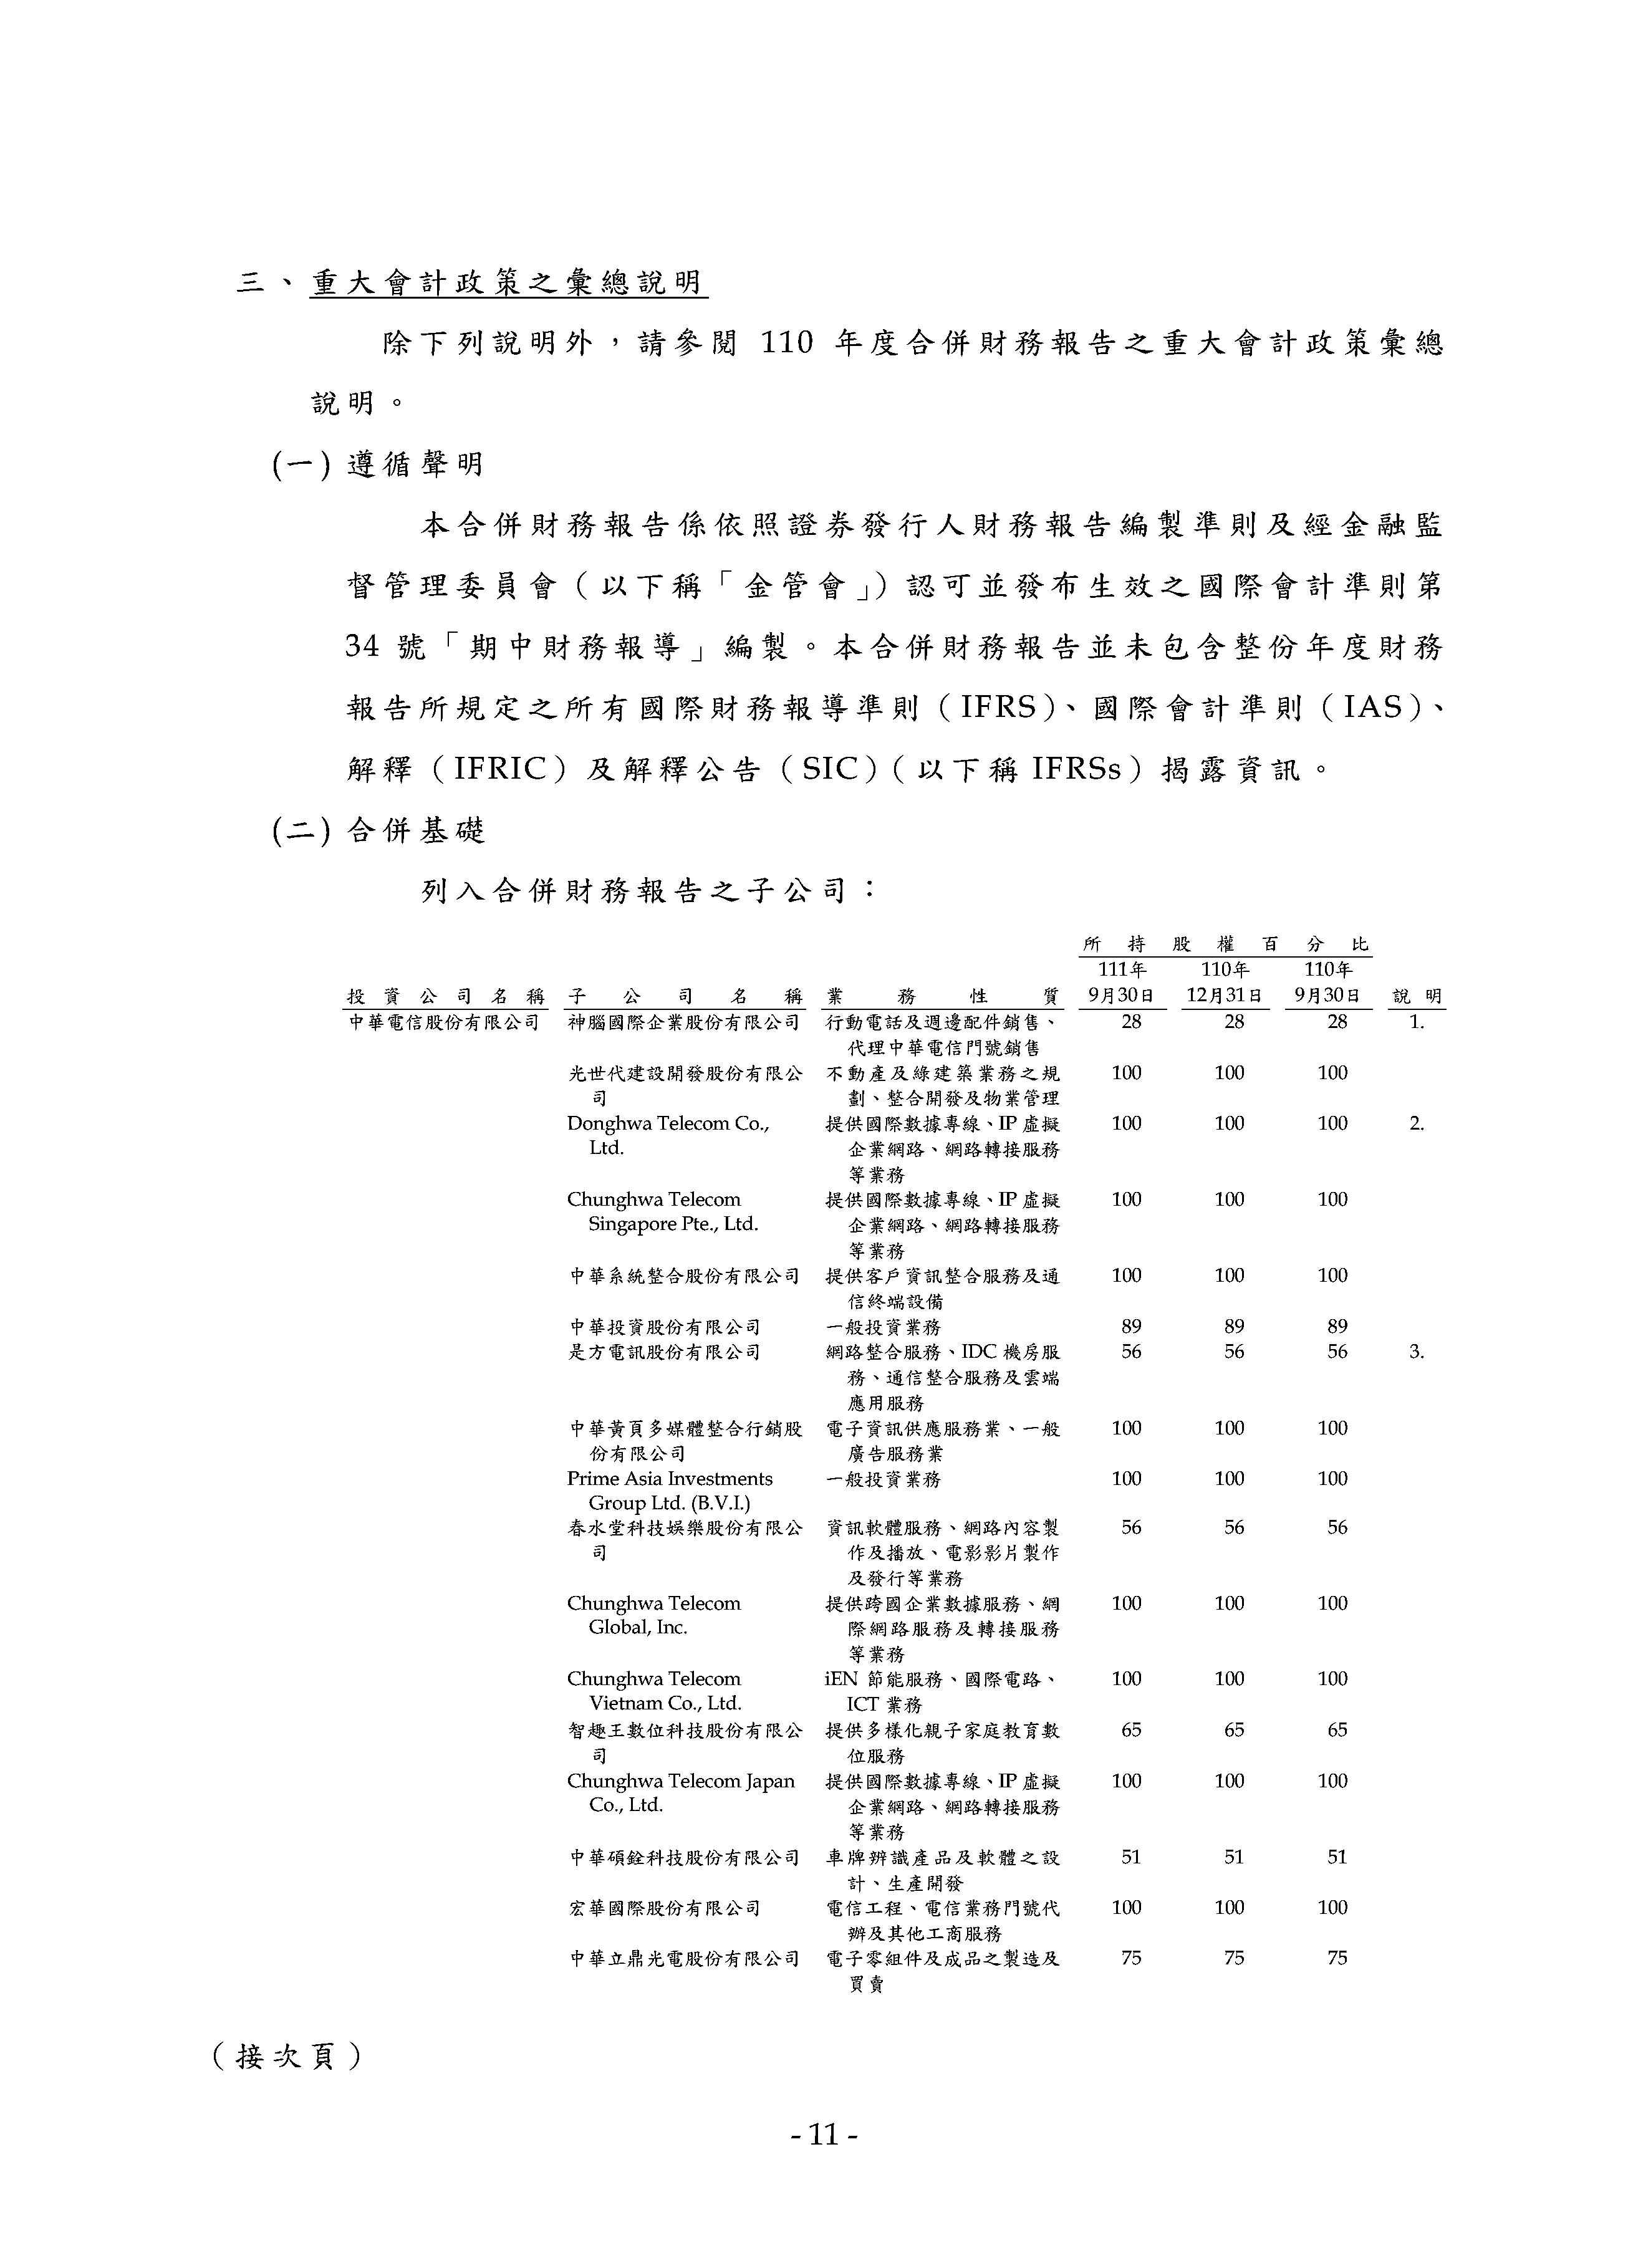 三、重大會計政策之彙總說明
除下列說明外，請參閱 110 年度合併財務報告之重大會計政策彙總
說明。
(一) 遵循聲明
本合併財務報告係依照證券發行人財務報告編製準則及經金融監
督管理委員會（以下稱「金管會」）認可並發布生效之國際會計準則第
34 號「期中財務報導」編製。本合併財務報告並未包含整份年度財務
報告所規定之所有國際財務報導準則（IFRS）、國際會計準則（IAS）、
解釋（IFRIC）及解釋公告（SIC）（以下稱 IFRSs）揭露資訊。
(二) 合併基礎
列入合併財務報告之子公司：
所持股權百分比
111年 110年 110年
投資公司名稱 子公司名稱 業務性質 9月30日 12月31日 9月30日 說明
中華電信股份有限公司 神腦國際企業股份有限公司 行動電話及週邊配件銷售、 28 28 28 1.
代理中華電信門號銷售
光世代建設開發股份有限公 不動產及綠建築業務之規 100 100 100
司 劃、整合開發及物業管理
Donghwa Telecom Co., 提供國際數據專線、IP 虛擬 100 100 100 2.
Ltd. 企業網路、網路轉接服務
等業務
Chunghwa Telecom 提供國際數據專線、IP 虛擬 100 100 100
Singapore Pte., Ltd. 企業網路、網路轉接服務
等業務
中華系統整合股份有限公司 提供客戶資訊整合服務及通 100 100 100
信終端設備
中華投資股份有限公司 一般投資業務 89 89 89
是方電訊股份有限公司 網路整合服務、IDC 機房服 56 56 56 3.
務、通信整合服務及雲端
應用服務
中華黃頁多媒體整合行銷股 電子資訊供應服務業、一般 100 100 100
份有限公司 廣告服務業
Prime Asia Investments 一般投資業務 100 100 100
Group Ltd. (B.V.I.)
春水堂科技娛樂股份有限公 資訊軟體服務、網路內容製 56 56 56
司 作及播放、電影影片製作
及發行等業務
Chunghwa Telecom 提供跨國企業數據服務、網 100 100 100
Global, Inc. 際網路服務及轉接服務
等業務
Chunghwa Telecom iEN 節能服務、國際電路、 100 100 100
Vietnam Co., Ltd. ICT 業務
智趣王數位科技股份有限公 提供多樣化親子家庭教育數 65 65 65
司 位服務
Chunghwa Telecom Japan 提供國際數據專線、IP 虛擬 100 100 100
Co., Ltd. 企業網路、網路轉接服務
等業務
中華碩銓科技股份有限公司 車牌辨識產品及軟體之設 51 51 51
計、生產開發
宏華國際股份有限公司 電信工程、電信業務門號代 100 100 100
辦及其他工商服務
中華立鼎光電股份有限公司 電子零組件及成品之製造及 75 75 75
買賣
（接次頁）
- 11 -